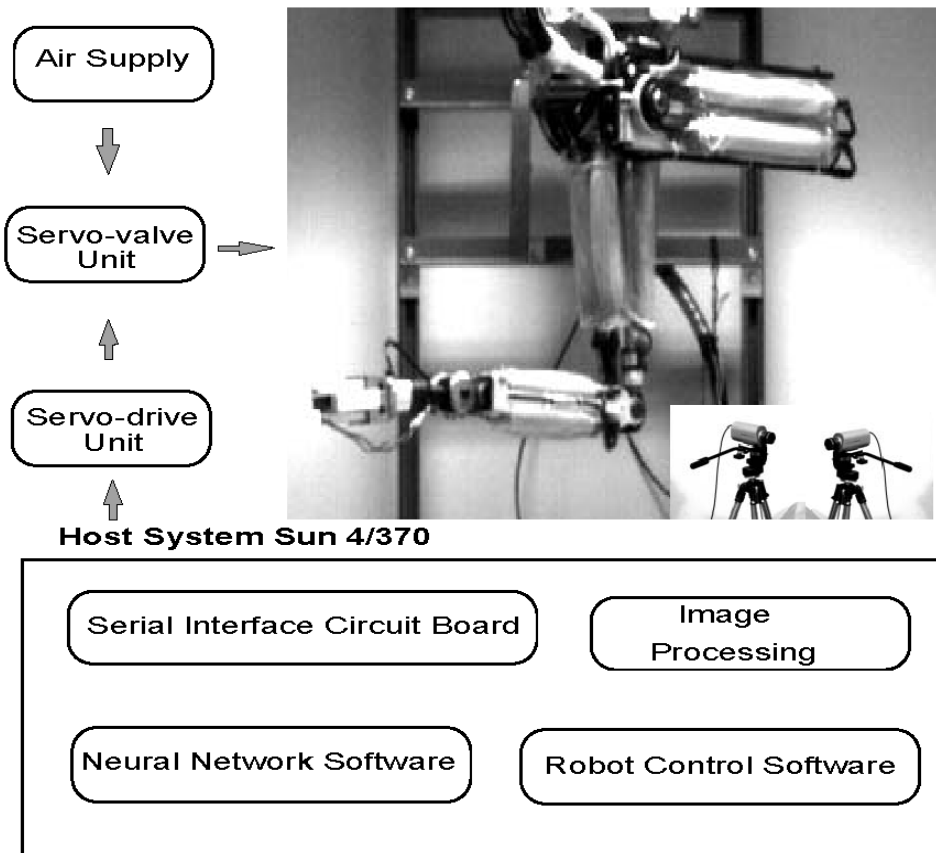 Air Supply
Servo-valve
Unit
Servo-drive
Unit
Host System Sun 4/370
Serial Interface Circuit Board
Image
Processing
Neural Network Software
Robot Control Software